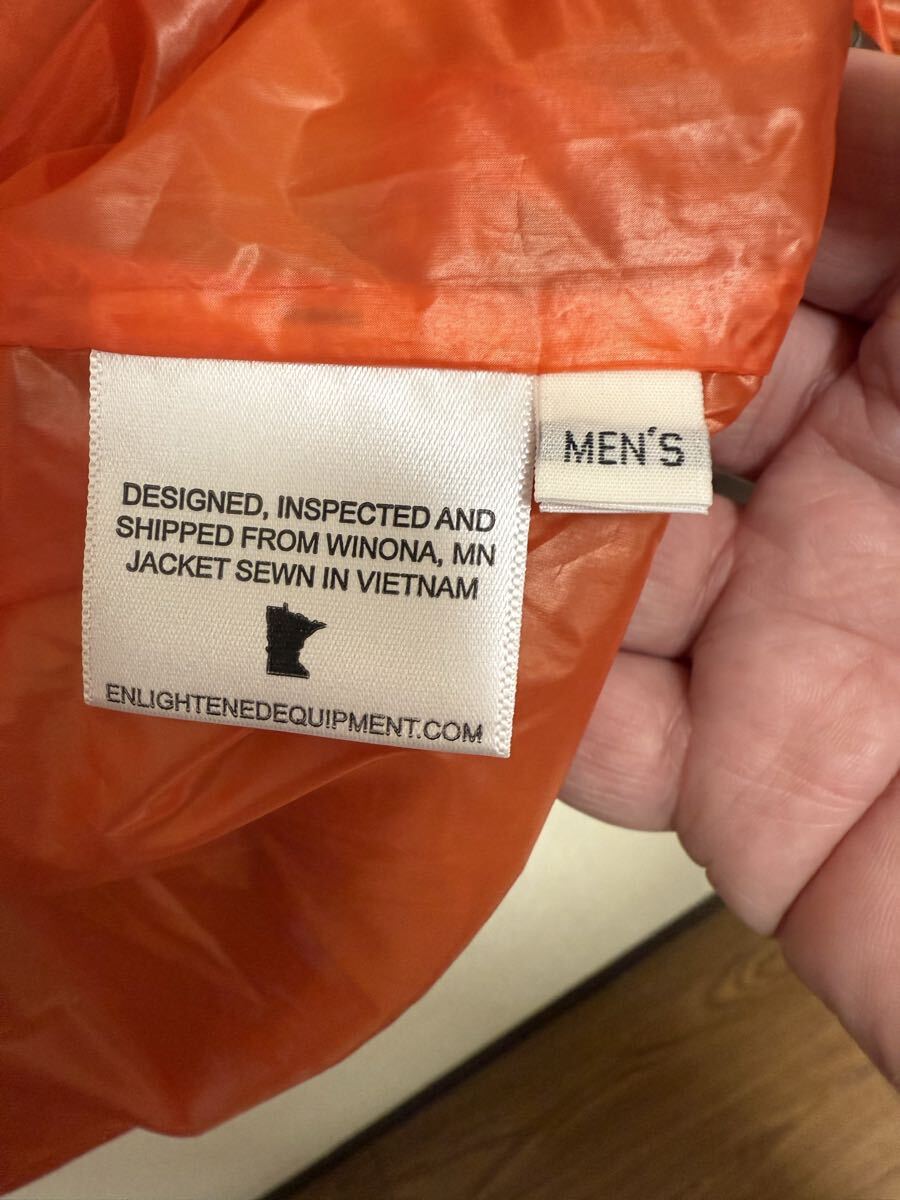 DESIGNED, INSPECTED AND
SHIPPED FROM WINONA, MN
JACKET SEWN IN VIETNAM
ENLIGHTENEDEQUIPMENT.COM
MEN'S